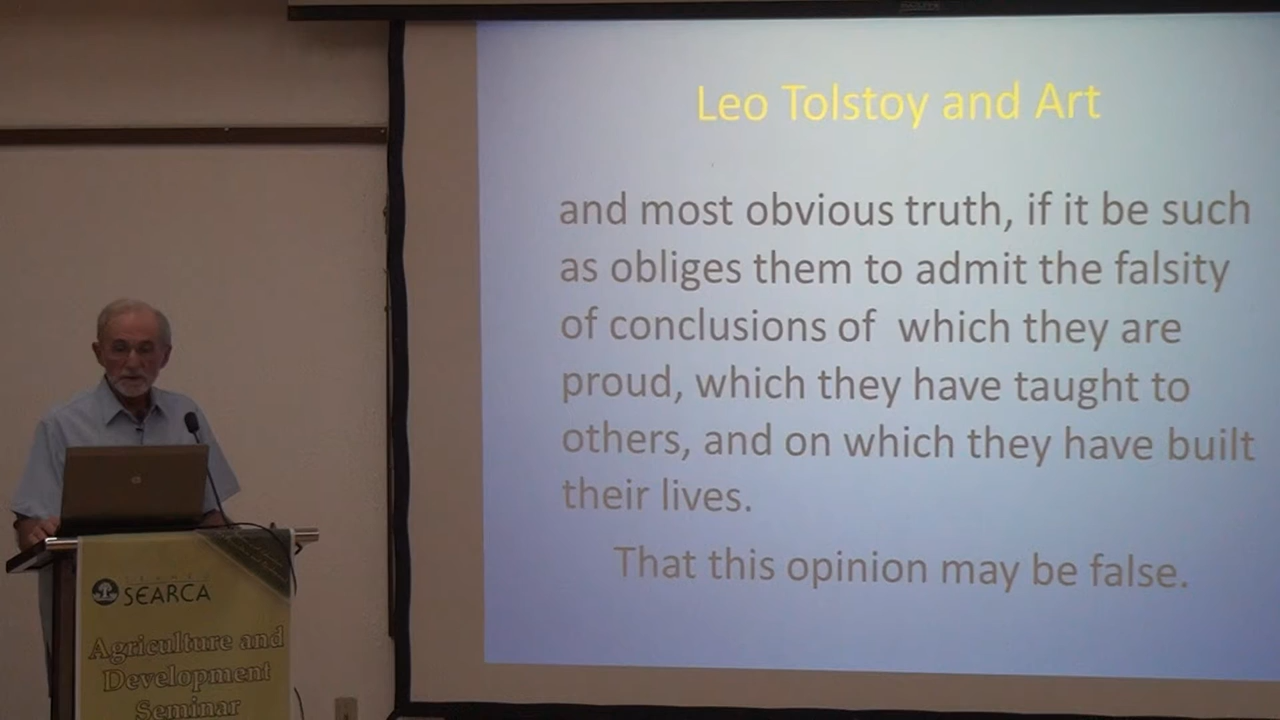 Leo Tolstoy and Art
and most obvious truth, if it be such
as obliges them to admit the falsity
of conclusions of which they are
proud, which they have taught to
others, and on which they have built
their lives.
That this opinion may be false.
SEARCA
Agriculture and
Development
Seminar